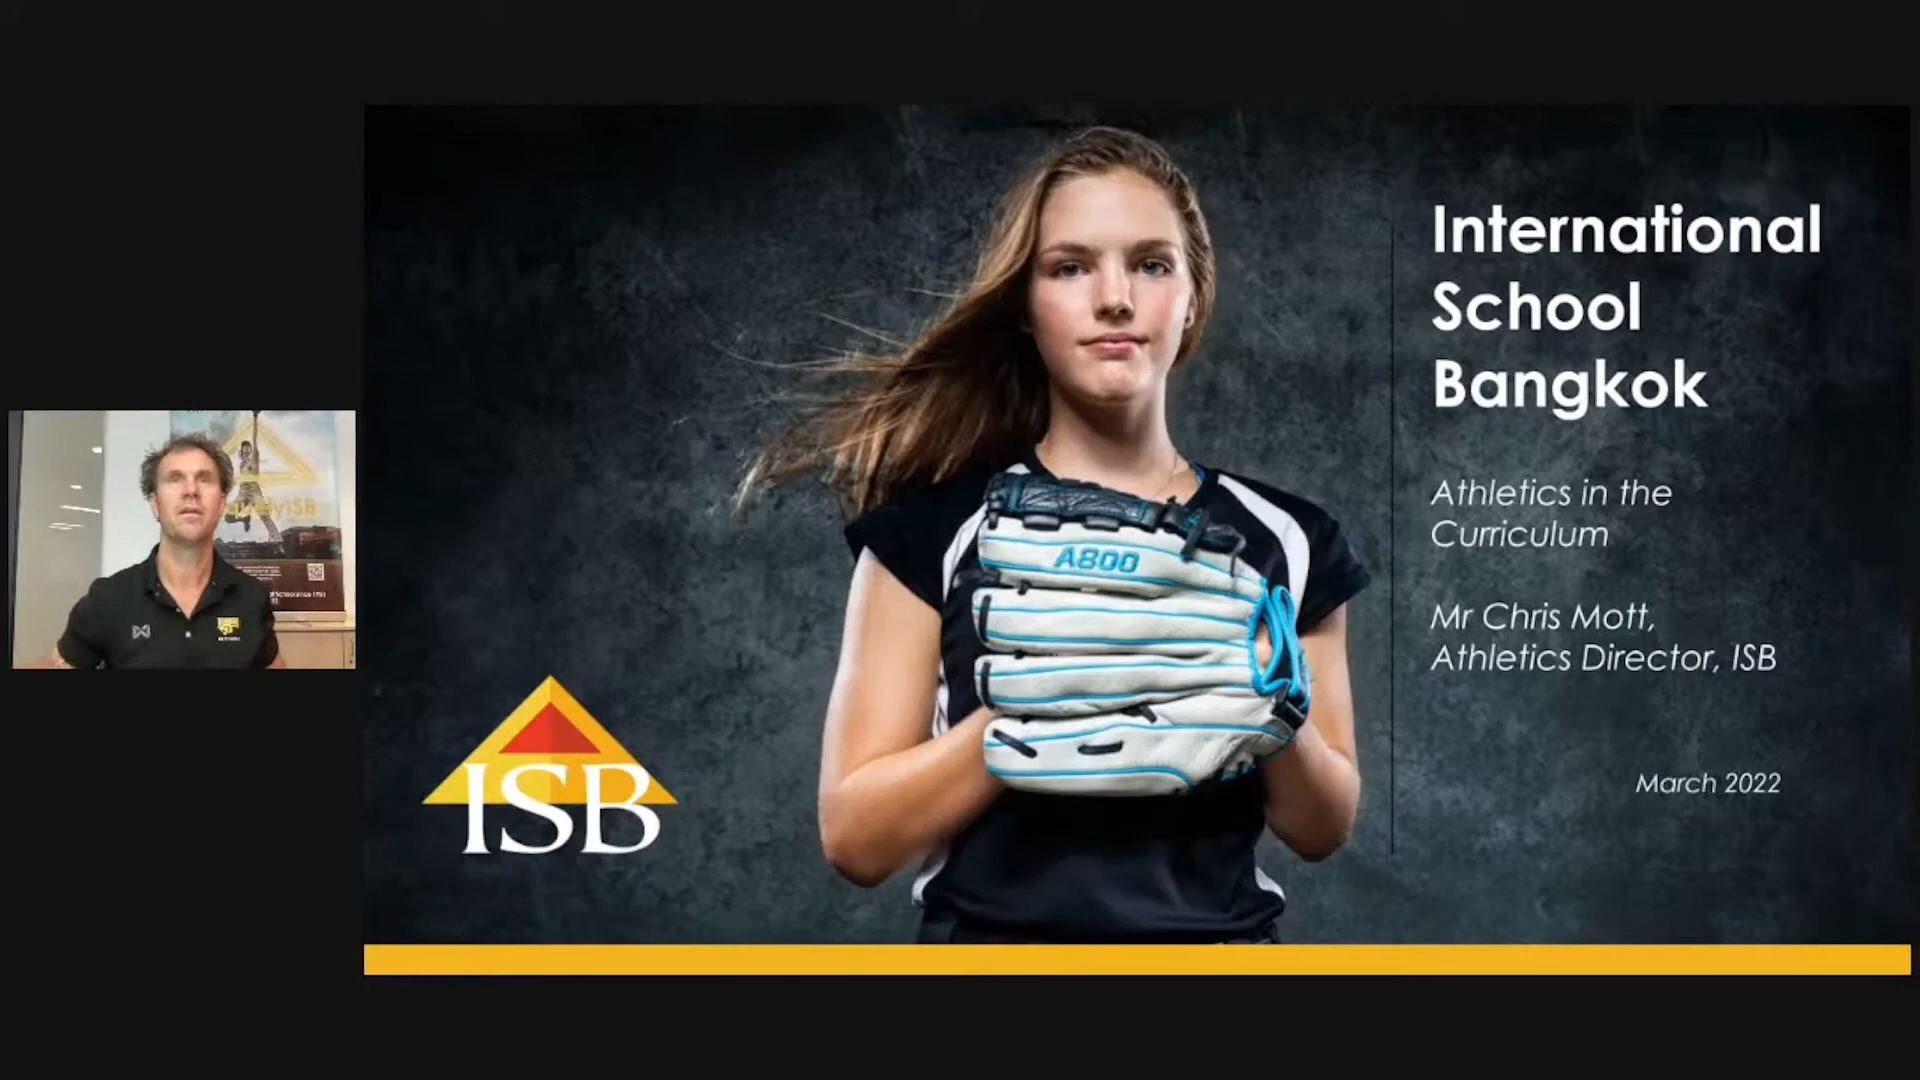 International
School
Bangkok
Athletics in the
Curriculum
Mr Chris Mott,
Athletics Director, ISB
March 2022
A800
ISB